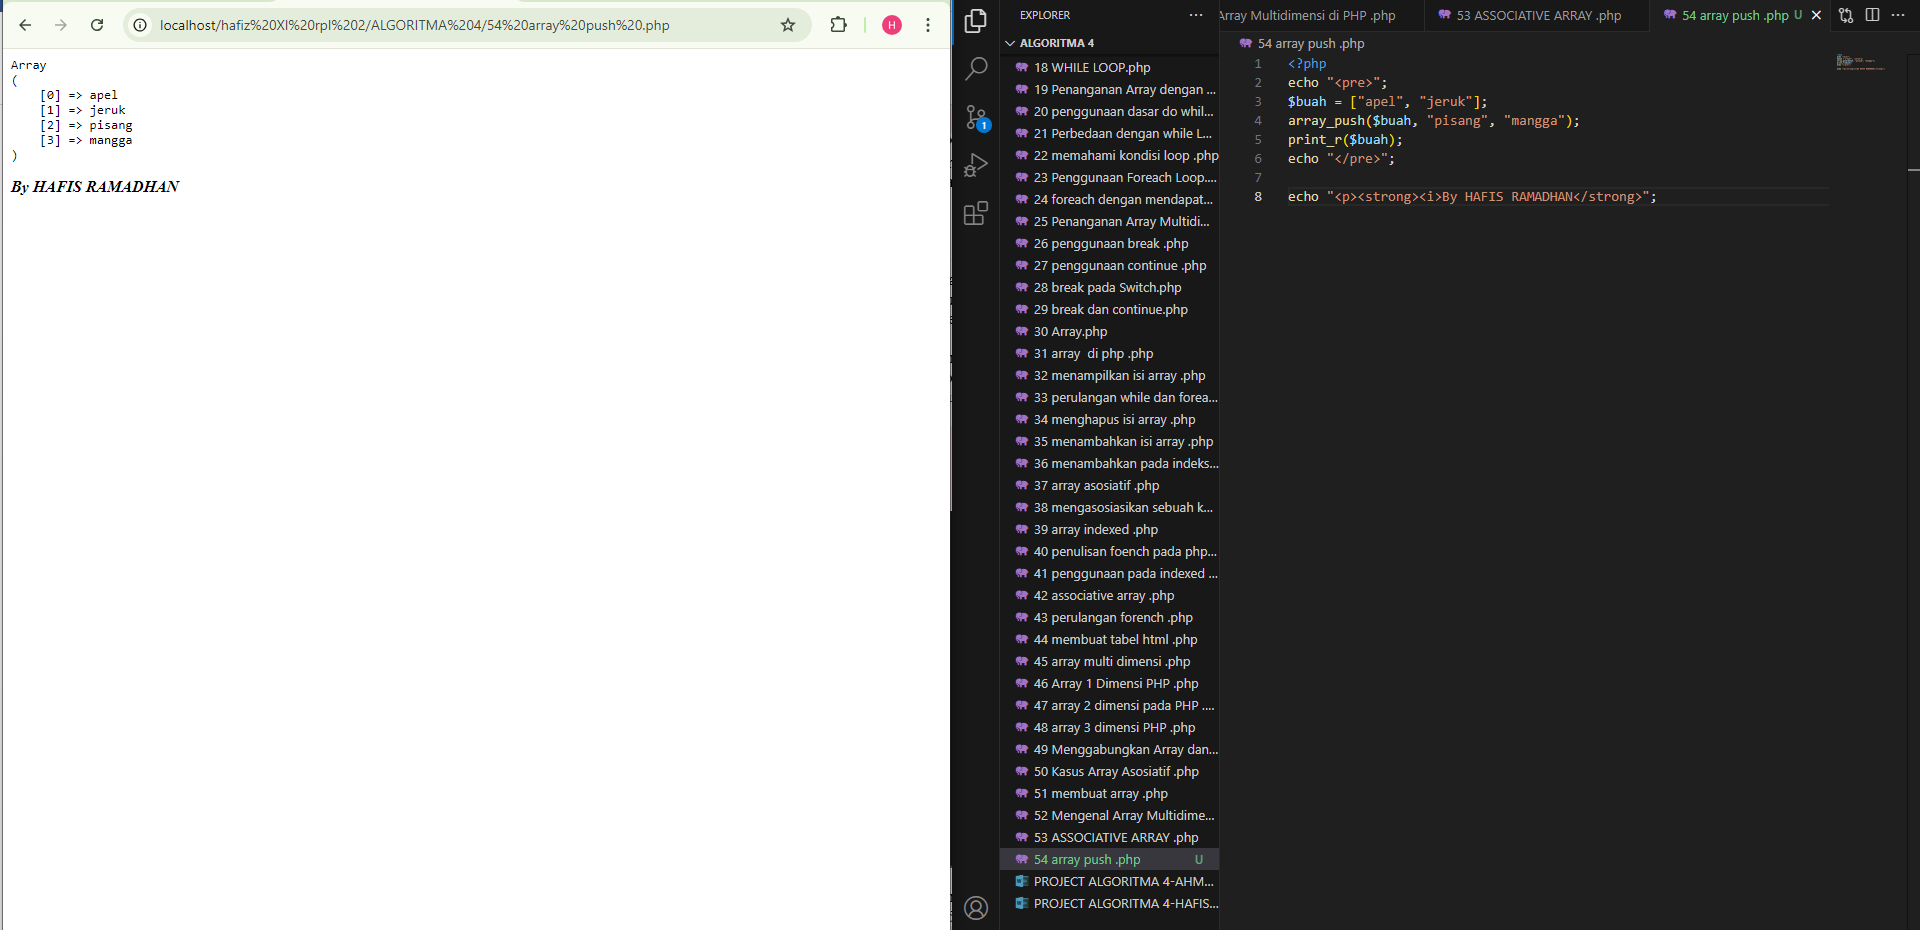 localhost/hafiz%20XI%20rpl%202/ALGORITMA%204/54%20array%20push%20.php
H
Array
(
    [0] => apel
    [1] => jeruk
    [2] => pisang
    [3] => mangga
)
By HAFIS RAMADHAN
1
EXPLORER
ALGORITMA 4
18 WHILE LOOP.php
19 Penanganan Array dengan ...
20 penggunaan dasar do whil...
21 Perbedaan dengan while L...
22 memahami kondisi loop .php
23 Penggunaan Foreach Loop....
24 foreach dengan mendapat...
25 Penanganan Array Multidi...
26 penggunaan break .php
27 penggunaan continue .php
28 break pada Switch.php
29 break dan continue.php
30 Array.php
31 array  di php .php
32 menampilkan isi array .php
33 perulangan while dan forea...
34 menghapus isi array .php
35 menambahkan isi array .php
36 menambahkan pada indeks...
37 array asosiatif .php
38 mengasosiasikan sebuah k...
39 array indexed .php
40 penulisan foench pada php...
41 penggunaan pada indexed ...
42 associative array .php
43 perulangan forench .php
44 membuat tabel html .php
45 array multi dimensi .php
46 Array 1 Dimensi PHP .php
47 array 2 dimensi pada PHP ....
48 array 3 dimensi PHP .php
49 Menggabungkan Array dan...
50 Kasus Array Asosiatif .php
51 membuat array .php
52 Mengenal Array Multidime...
53 ASSOCIATIVE ARRAY .php
54 array push .php U
PROJECT ALGORITMA 4-AHM...
PROJECT ALGORITMA 4-HAFIS...
Array Multidimensi di PHP .php 53 ASSOCIATIVE ARRAY .php 54 array push .php U
54 array push .php
1 <?php
2 echo "<pre>";
3 $buah = ["apel", "jeruk"];
4 array_push($buah, "pisang", "mangga");
5 print_r($buah);
6 echo "</pre>";
7
8 echo "<p><strong><i>By HAFIS RAMADHAN</strong>";